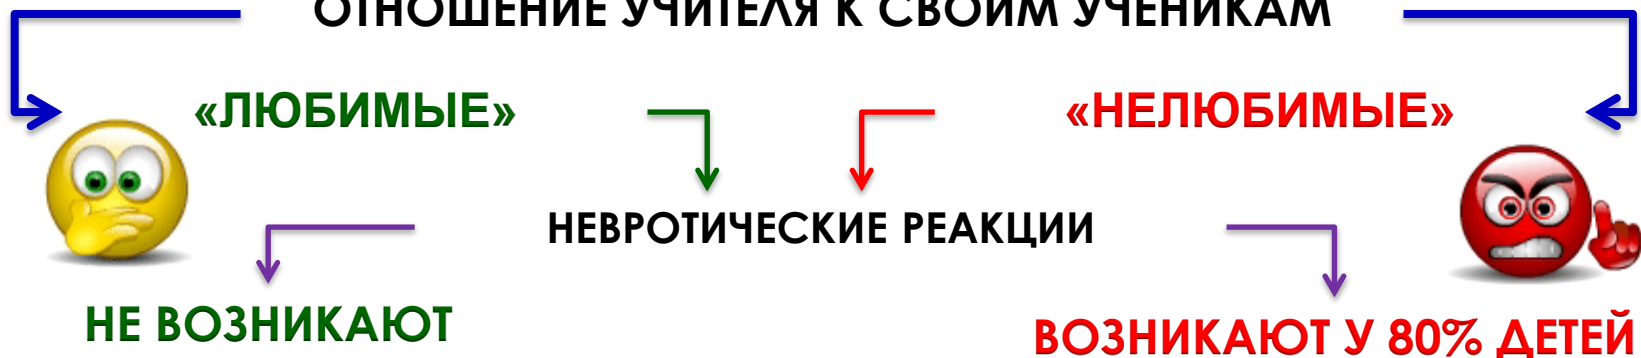 ОТНОШЕНИЕ УЧИТЕЛЯ К СВОИМ УЧЕНИКАМ
«ЛЮБИМЫЕ» «НЕЛЮБИМЫЕ»
НЕВРОТИЧЕСКИЕ РЕАКЦИИ
НЕ ВОЗНИКАЮТ ВОЗНИКАЮТ У 80% ДЕТЕЙ